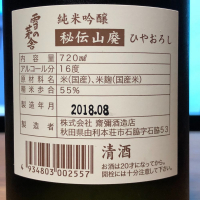 雪の茅舎
純米吟醸
秘伝山廃
ひやおろし
内容量 720㎖
アルコール分 16度
原材料名 米(国産)、米麹(国産米)
精米歩合 55%
製造年月 2018.08
製造者
株式会社 齋彌酒造店
秋田県由利本荘市石脇字石脇53
4 934803 002557
清酒
お酒は20才になってから。
開栓には十分注意して下さい。